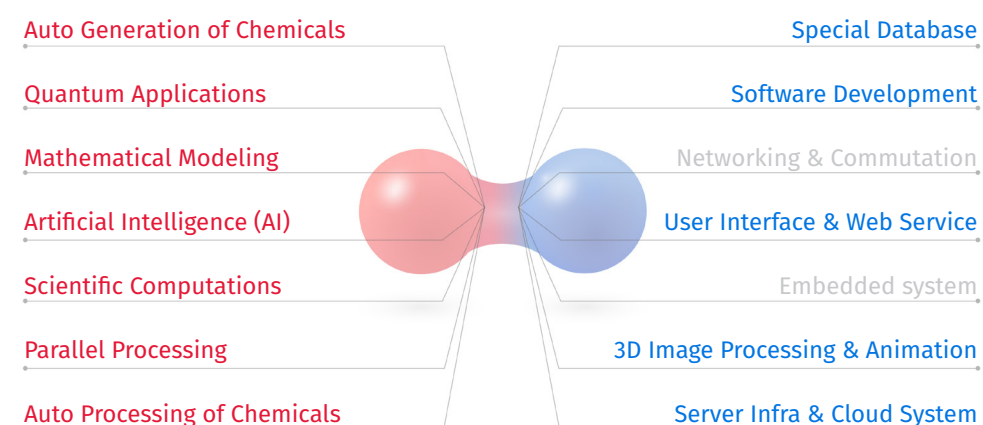 Auto Generation of Chemicals
Quantum Applications
Mathematical Modeling
Artificial Intelligence (AI)
Scientific Computations
Parallel Processing
Auto Processing of Chemicals
Special Database
Software Development
Networking & Commutation
User Interface & Web Service
Embedded system
3D Image Processing & Animation
Server Infra & Cloud System